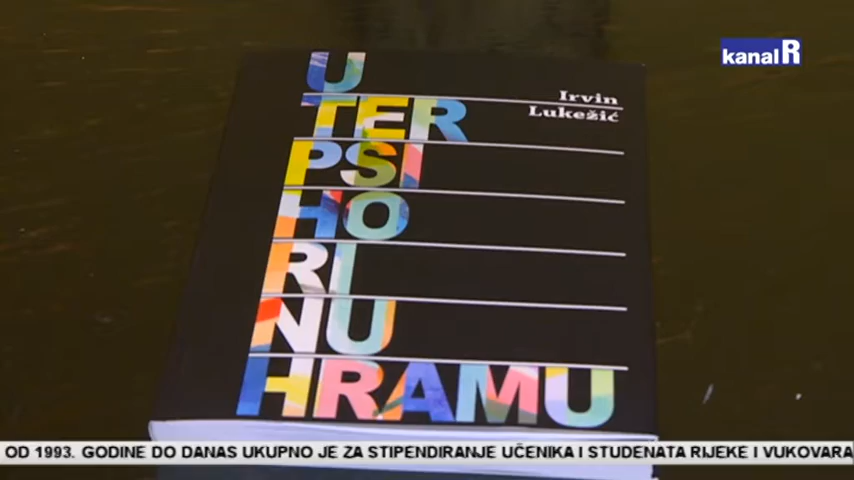 kanal R
Irvin
Lukežić
U
TER
PSI
HO
RI
NU
HRAMU
OD 1993. GODINE DO DANAS UKUPNO JE ZA STIPENDIRANJE UČENIKA I STUDENATA RIJEKE I VUKOVARA